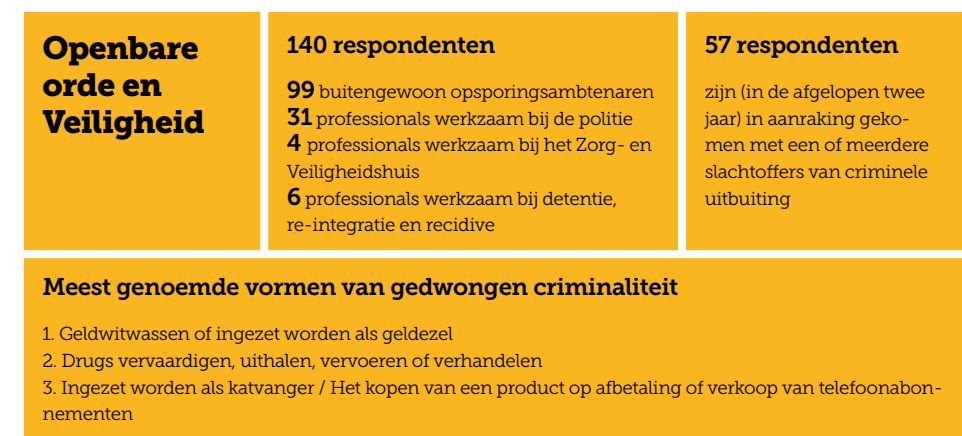 Openbare
orde en
Veiligheid
140 respondenten
99 buitengewoon opsporingsambtenaren
31 professionals werkzaam bij de politie
4 professionals werkzaam bij het Zorg- en
Veiligheidshuis
6 professionals werkzaam bij detentie,
re-integratie en recidive
57 respondenten
zijn (in de afgelopen twee
jaar) in aanraking geko-
men met een of meerdere
slachtoffers van criminele
uitbuiting
Meest genoemde vormen van gedwongen criminaliteit
1. Geldwitwassen of ingezet worden als geldezel
2. Drugs vervaardigen, uithalen, vervoeren of verhandelen
3. Ingezet worden als katvanger / Het kopen van een product op afbetaling of verkoop van telefoonabon-
nementen